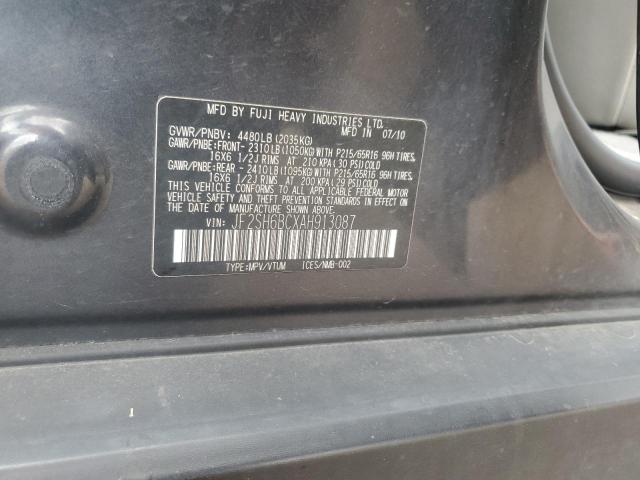 MFD BY FUJI HEAVY INDUSTRIES LTD.
GVWR/PNBV: 4480LB (2035KG) MFD IN 07/10
GAWR/PNBE:FRONT- 2310LB(1050KG)WITH P215/65R16 96H TIRES,
16X6 1/2J RIMS AT 210 KPA(30 PSI)COLD
GAWR/PNBE:REAR - 2410LB(1095KG)WITH P215/65R16 96H TIRES,
16X6 1/2J RIMS AT 200 KPA(29 PSI)COLD
THIS VEHICLE CONFORMS TO ALL APPLICABLE FEDERAL MOTOR
VEHICLE SAFETY AND THEFT PREVENTION STANDARDS IN EFFECT ON THE
DATE OF MANUFACTURE SHOWN ABOVE.
VIN: JF2SH6BCXAH913087
TYPE:MPV/VTUM ICES/NMB-002